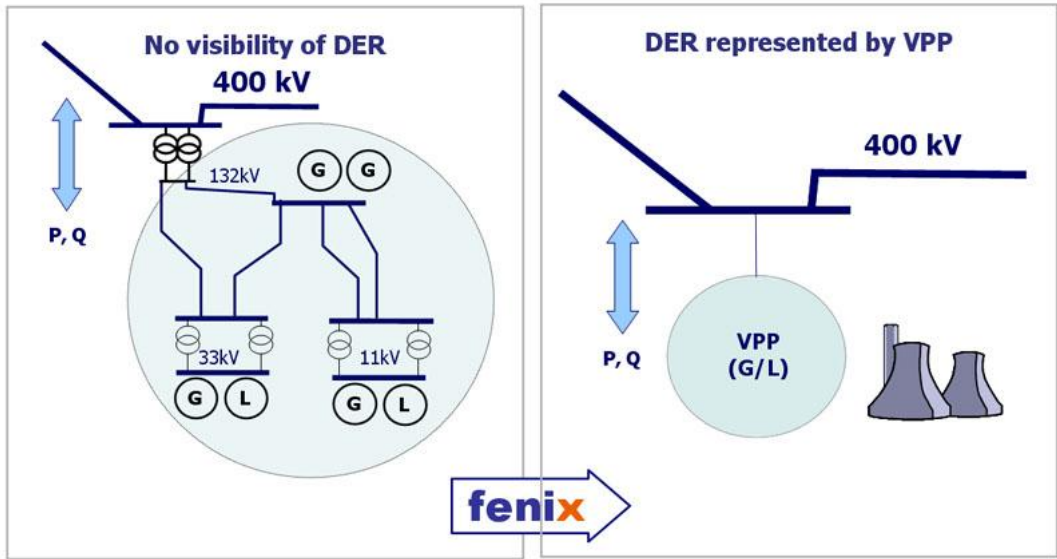 No visibility of DER
400 kV
132kV
G G
P, Q
33kV
11kV
G L
G L
DER represented by VPP
400 kV
P, Q
VPP
(G/L)
fenix